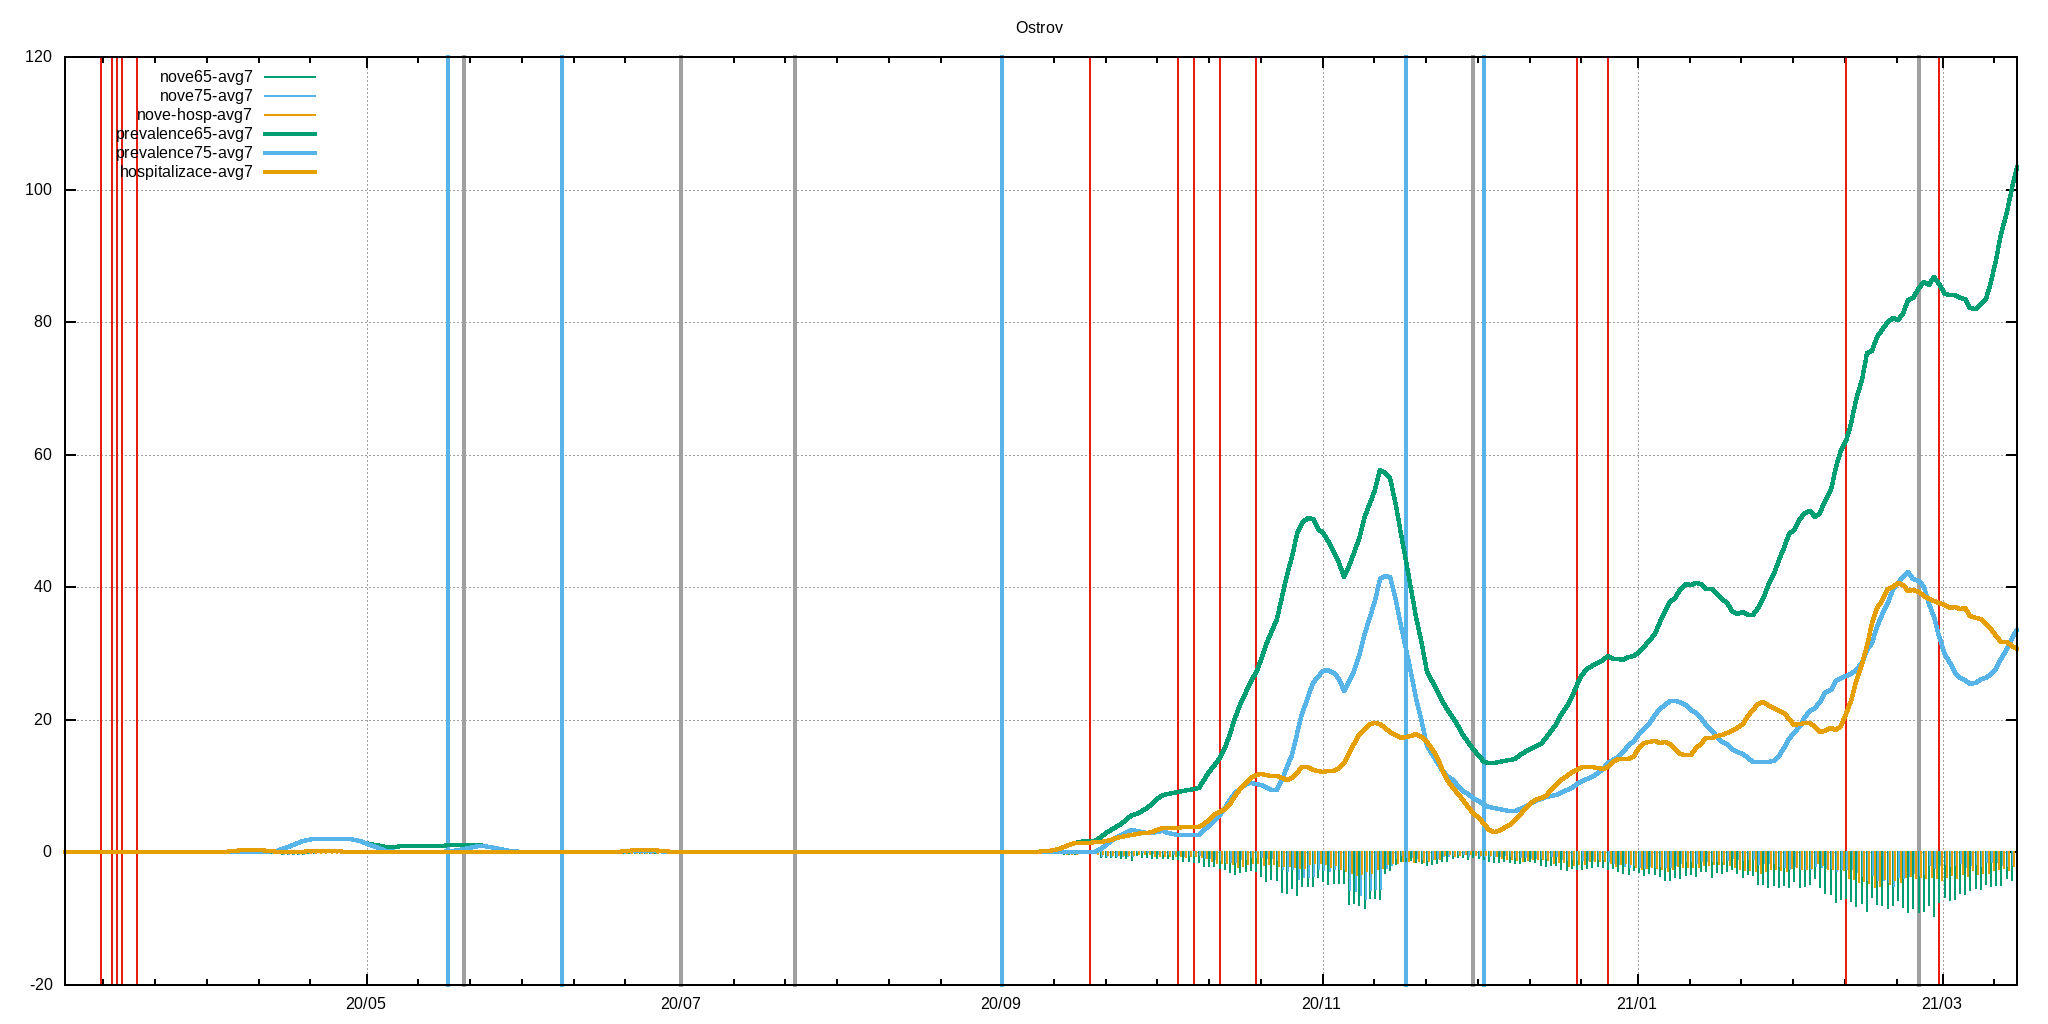 Ostrov
120
100
80
60
40
20
0
-20
nove65-avg7
nove75-avg7
nove-hosp-avg7
prevalence65-avg7
prevalence75-avg7
hospitalizace-avg7
20/05
20/07
20/09
20/11
21/01
21/03